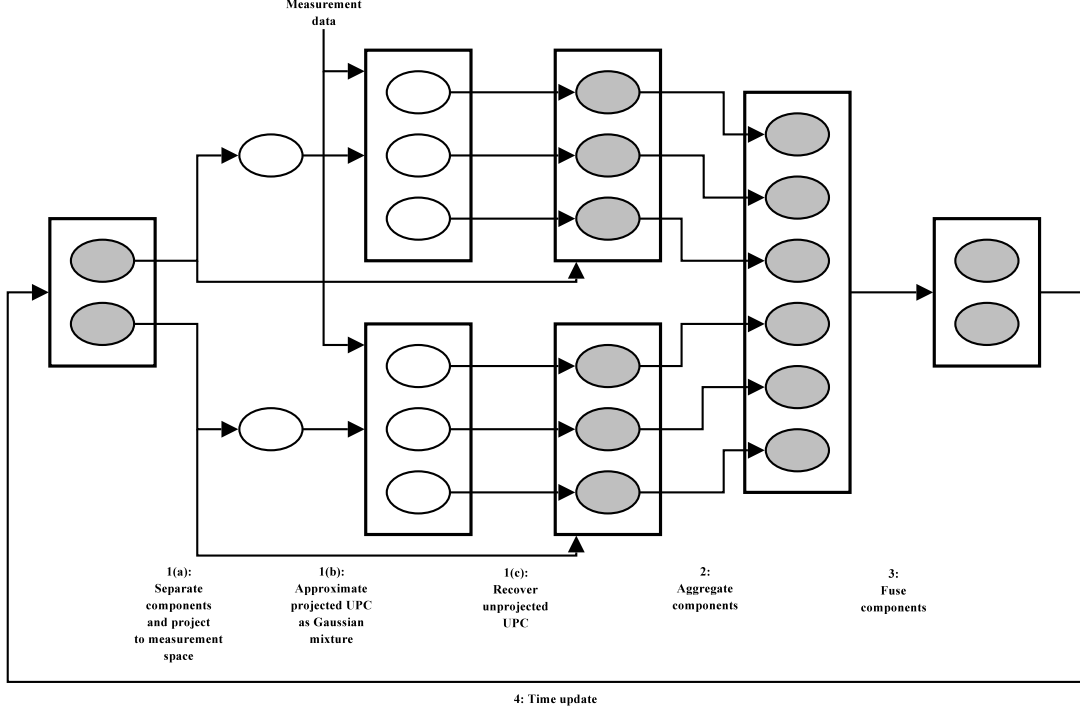 Measurement
data
1(a):
Separate
components
and project
to measurement
space
1(b):
Approximate
projected UPC
as Gaussian
mixture
1(c):
Recover
unprojected
UPC
2:
Aggregate
components
3:
Fuse
components
4: Time update